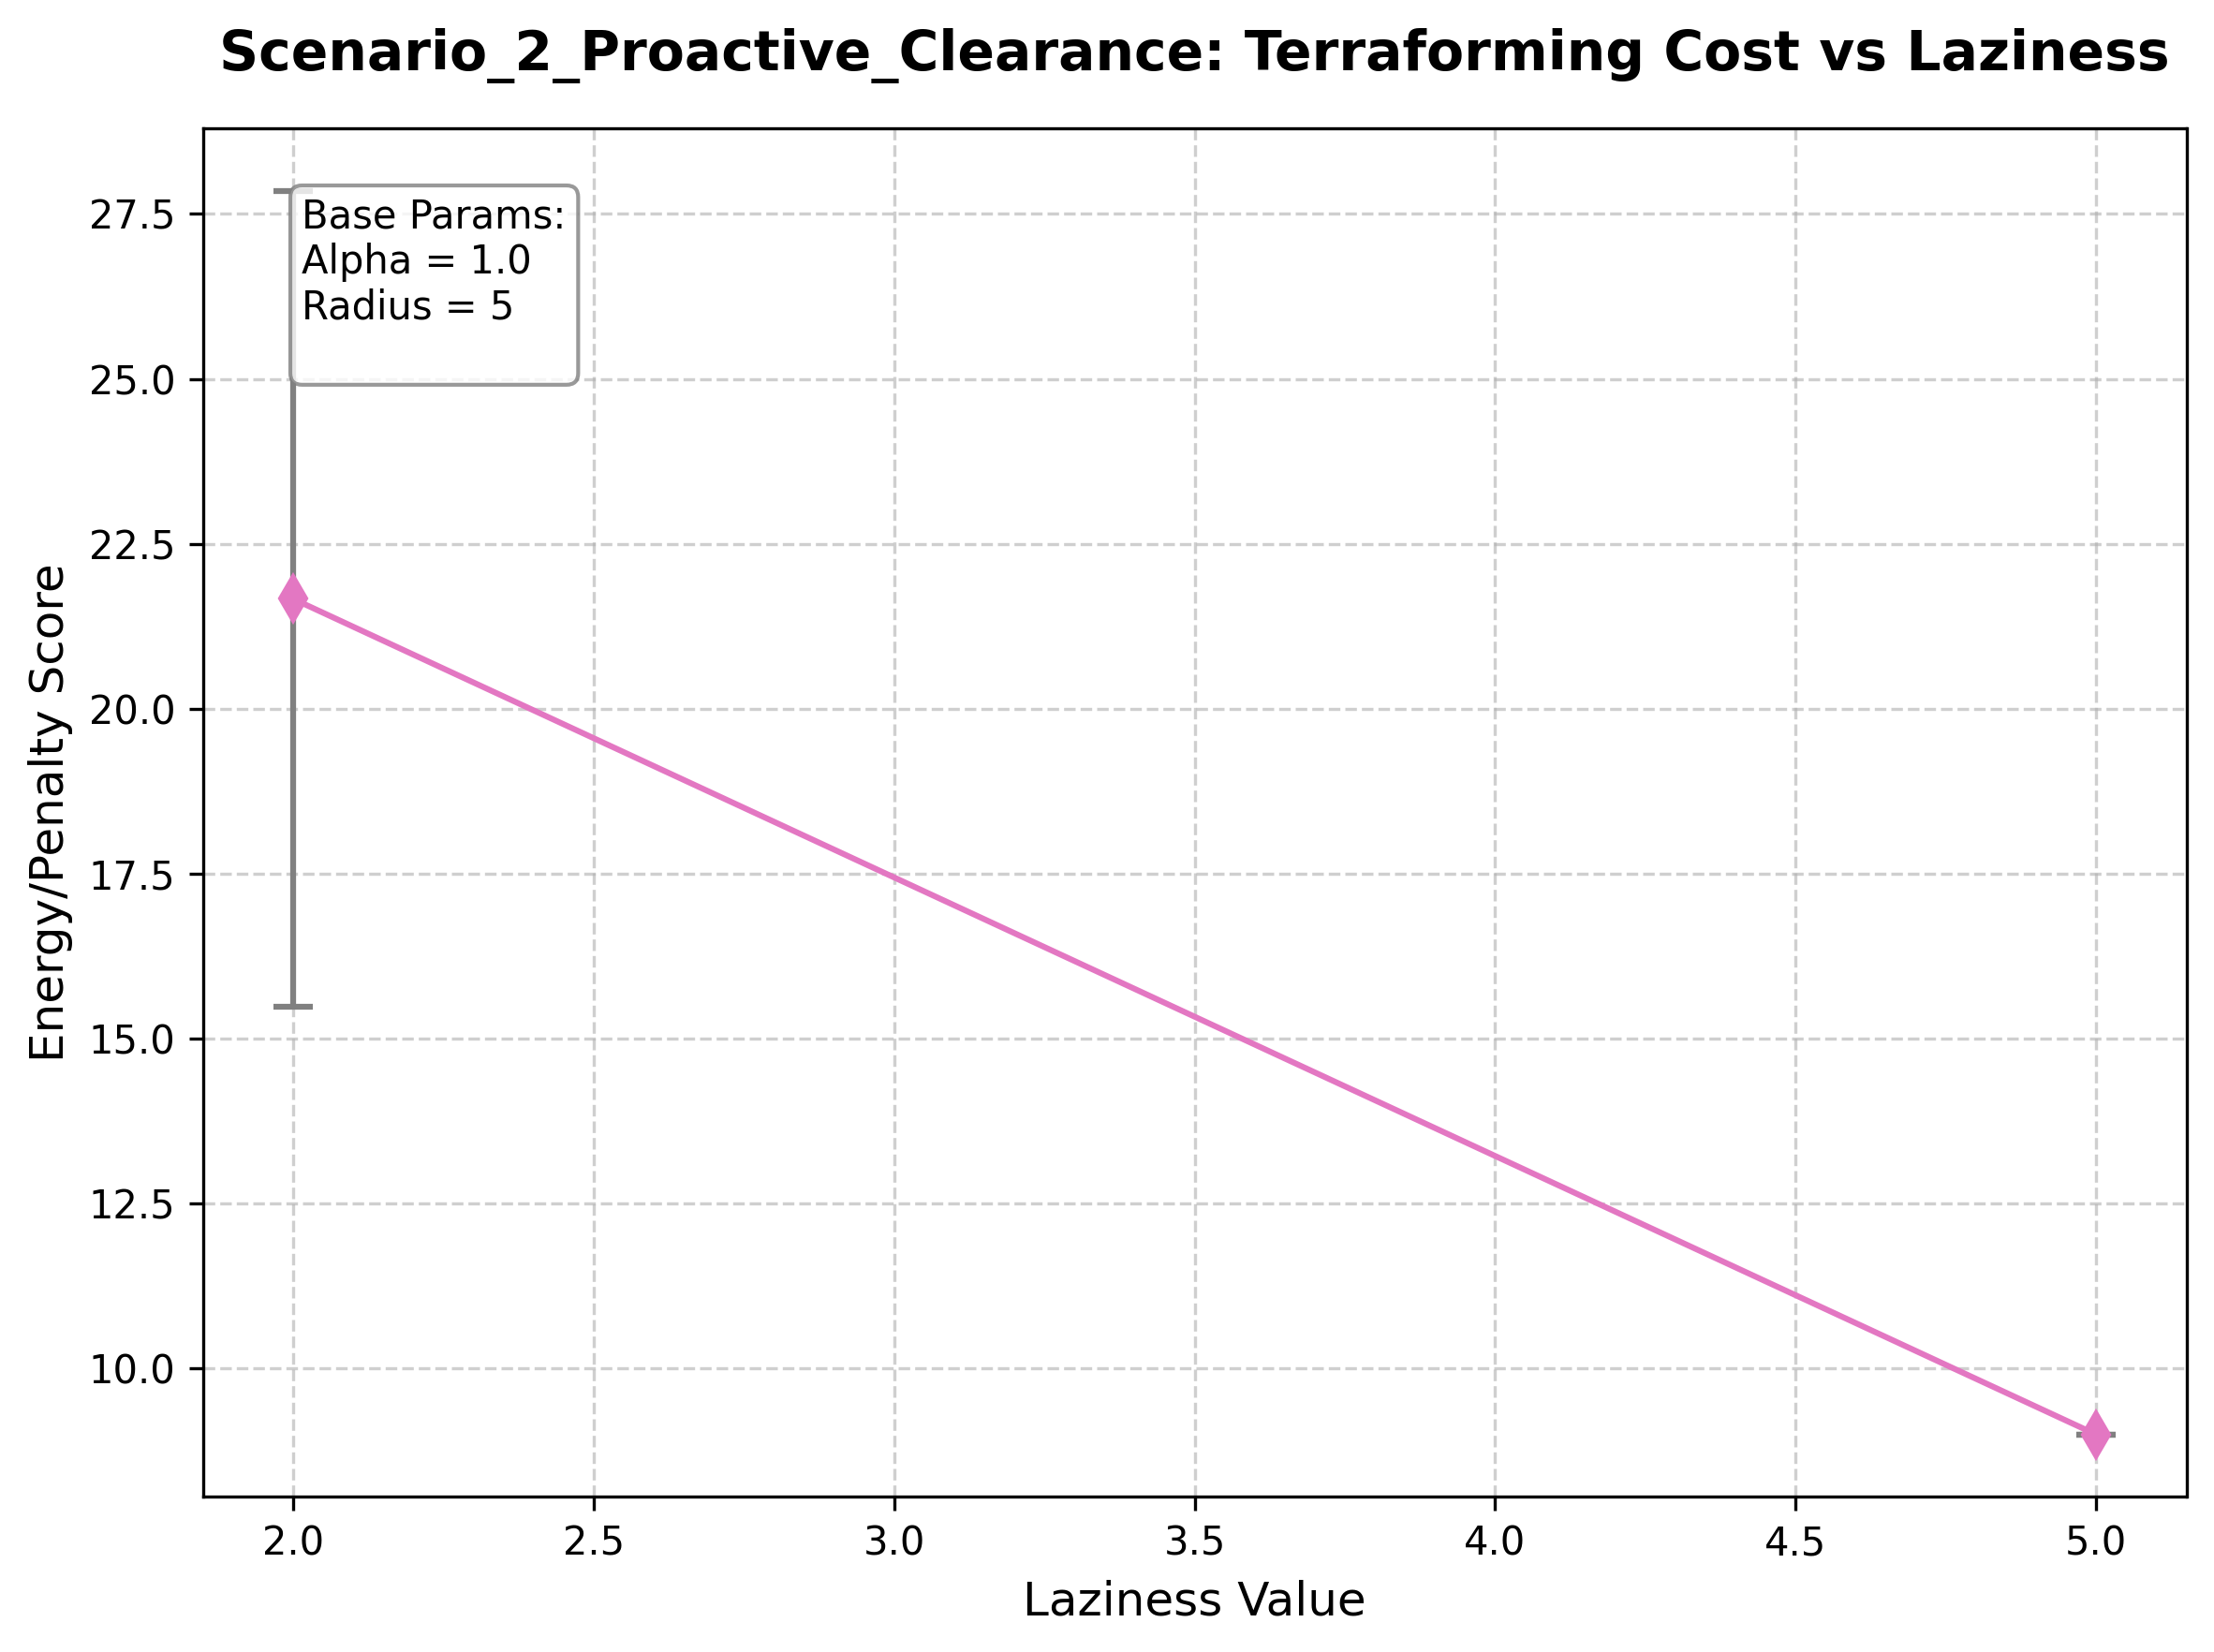 Scenario_2_Proactive_Clearance: Terraforming Cost vs Laziness
Base Params:
Alpha = 1.0
Radius = 5
27.5
25.0
22.5
20.0
17.5
15.0
12.5
10.0
Energy/Penalty Score
2.0 2.5 3.0 3.5 4.0 4.5 5.0
Laziness Value